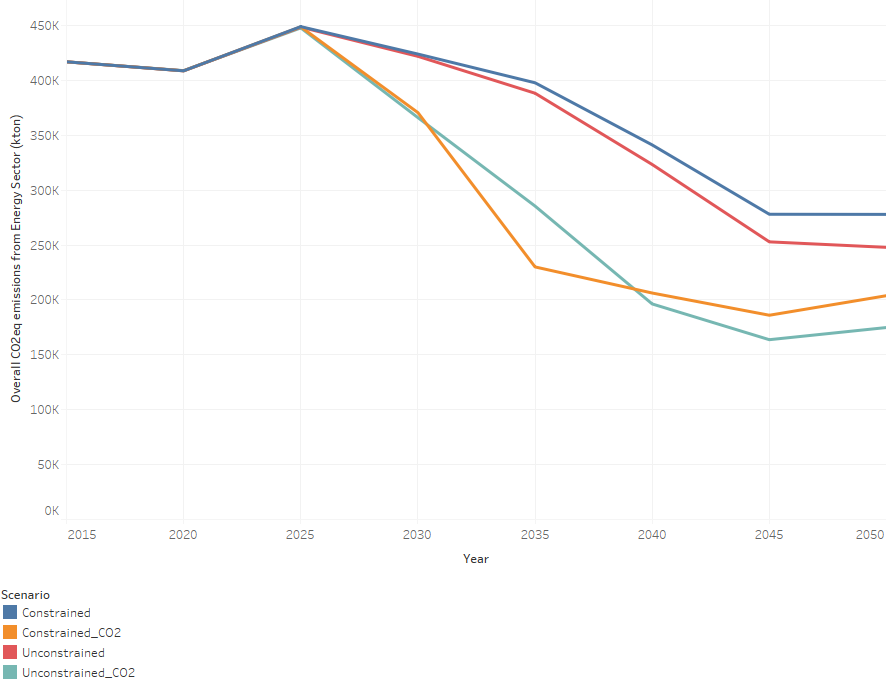 Overall CO2eq emissions from Energy Sector (kton)
450K
400K
350K
300K
250K
200K
150K
100K
50K
0K
2015 2020 2025 2030 2035 2040 2045 2050
Year
Scenario
Constrained
Constrained_CO2
Unconstrained
Unconstrained_CO2